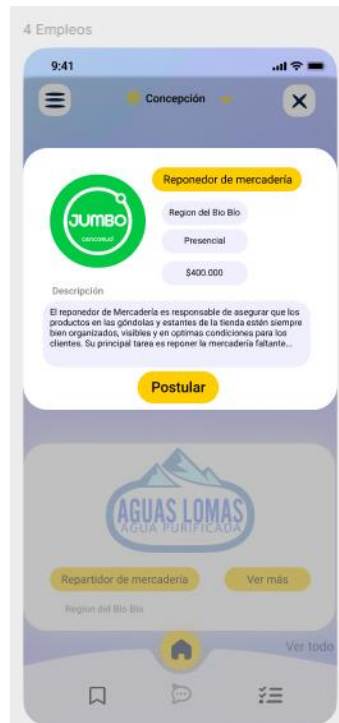 4 Empleos
9:41
Concepción
Reponedor de mercadería
JUMBO
cencosud
Region del Bio Bío
Presencial
$400.000
Descripción
El reponedor de Mercadería es responsable de asegurar que los
productos en las góndolas y estantes de la tienda estén siempre
bien organizados, visibles y en optimas condiciones para los
clientes. Su principal tarea es reponer la mercadería faltante...
Postular
AGUAS LOMAS
AGUA PURIFICADA
Repartidor de mercadería
Ver más
Region del Bio Bio
Ver todo